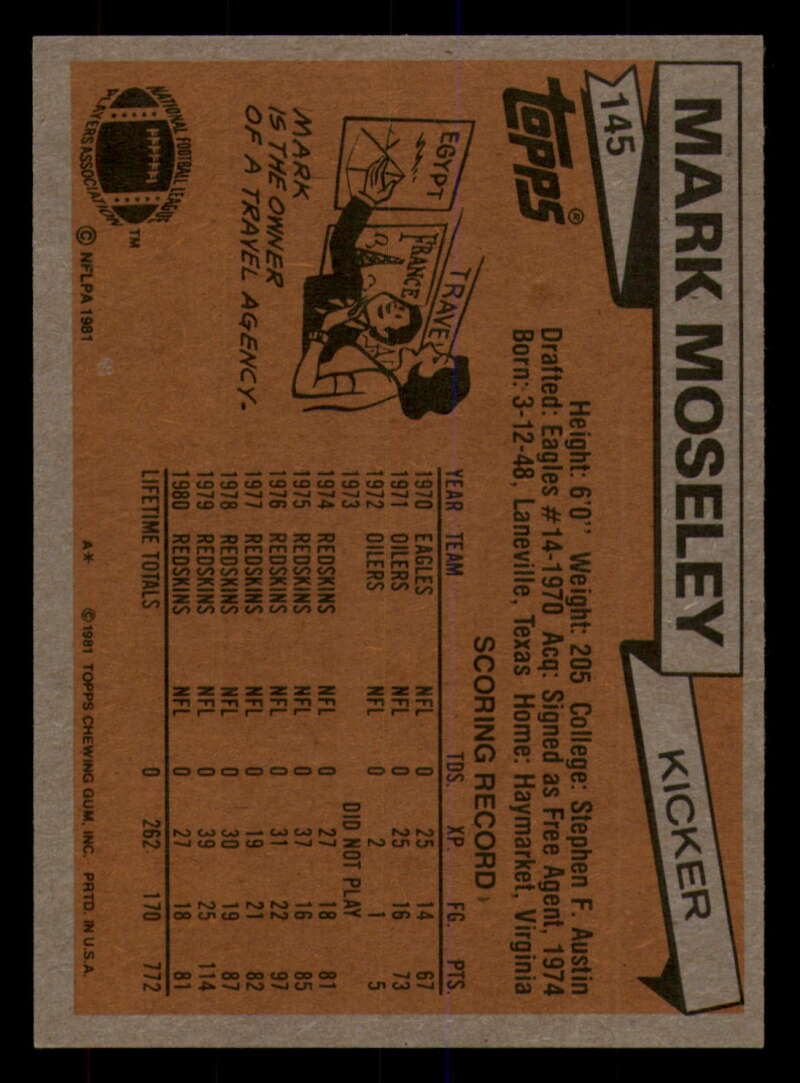 MARK MOSELEY
KICKER
145
TOPPS®
Height: 6'0" Weight: 205 College: Stephen F. Austin
Drafted: Eagles #14-1970 Acq: Signed as Free Agent, 1974
Born: 3-12-48, Laneville, Texas Home: Haymarket, Virginia
SCORING RECORD
YEAR TEAM TDS. XP. FG. PTS.
1970 EAGLES NFL 0 25 14 67
1971 OILERS NFL 0 25 16 73
1972 OILERS NFL 0 2 1 5
1973 DID NOT PLAY
1974 REDSKINS NFL 0 27 18 81
1975 REDSKINS NFL 0 37 16 85
1976 REDSKINS NFL 0 31 22 97
1977 REDSKINS NFL 0 19 21 82
1978 REDSKINS NFL 0 30 19 87
1979 REDSKINS NFL 0 39 25 114
1980 REDSKINS NFL 0 27 18 81
LIFETIME TOTALS 0 262 170 772
EGYPT
FRANCE
TRAVEL
MARK
IS THE OWNER
OF A TRAVEL AGENCY.
NATIONAL FOOTBALL LEAGUE
PLAYERS ASSOCIATION
TM
© NFLPA 1981
A* ©1981 TOPPS CHEWING GUM, INC. PRTD. IN U.S.A.